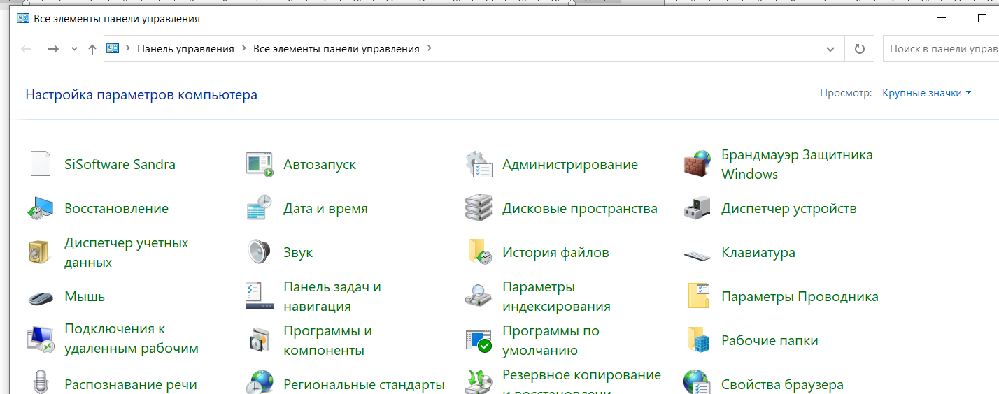 Все элементы панели управления
Панель управления > Все элементы панели управления >
Поиск в панели управ
Настройка параметров компьютера
Просмотр: Крупные значки
SiSoftware Sandra
Автозапуск
Администрирование
Брандмауэр Защитника
Windows
Восстановление
Дата и время
Дисковые пространства
Диспетчер устройств
Диспетчер учетных
данных
Звук
История файлов
Клавиатура
Мышь
Панель задач и
навигация
Параметры
индексирования
Параметры Проводника
Подключения к
удаленным рабочим
Программы и
компоненты
Программы по
умолчанию
Рабочие папки
Распознавание речи
Региональные стандарты
Резервное копирование
и восстановлени
Свойства браузера